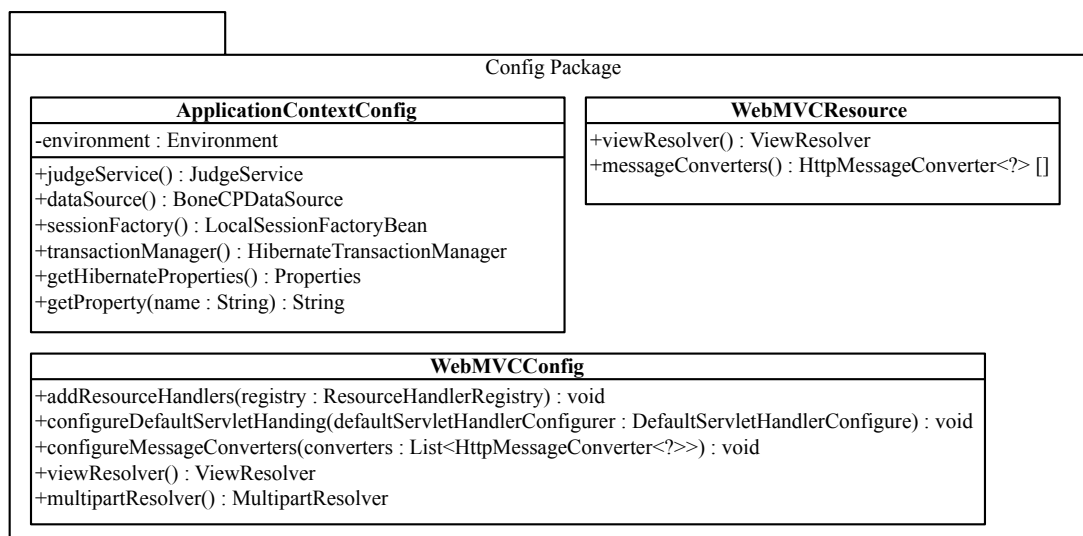 Config Package
ApplicationContextConfig
-environment : Environment
+judgeService() : JudgeService
+dataSource() : BoneCPDataSource
+sessionFactory() : LocalSessionFactoryBean
+transactionManager() : HibernateTransactionManager
+getHibernateProperties() : Properties
+getProperty(name : String) : String
WebMVCResource
+viewResolver() : ViewResolver
+messageConverters() : HttpMessageConverter<?> []
WebMVCConfig
+addResourceHandlers(registry : ResourceHandlerRegistry) : void
+configureDefaultServletHanding(defaultServletHandlerConfigurer : DefaultServletHandlerConfigure) : void
+configureMessageConverters(converters : List<HttpMessageConverter<?>>) : void
+viewResolver() : ViewResolver
+multipartResolver() : MultipartResolver